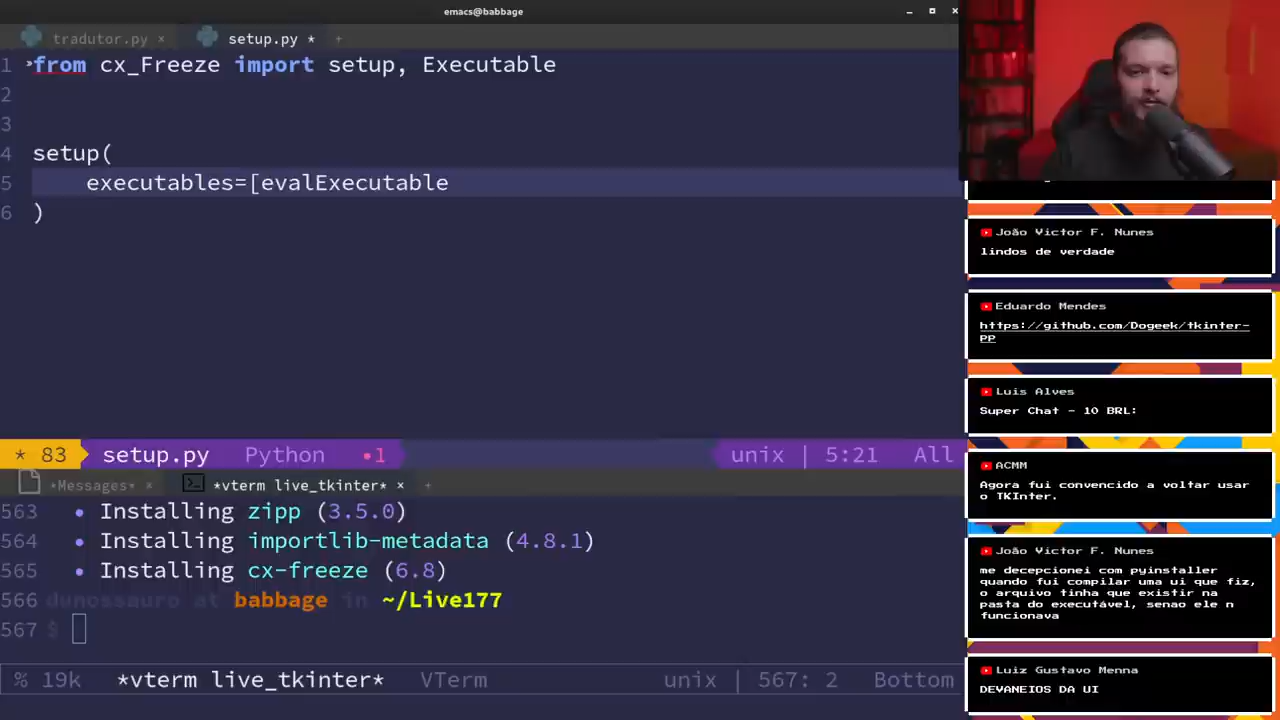 emacs@babbage
tradutor.py ×
setup.py * +
1 from cx_Freeze import setup, Executable
2
3
4 setup(
5 executables=[evalExecutable
6 )
* 83 setup.py Python •1 unix | 5:21 All
*Messages* × *vterm live_tkinter* × +
563 • Installing zipp (3.5.0)
564 • Installing importlib-metadata (4.8.1)
565 • Installing cx-freeze (6.8)
566 dunossauro at babbage in ~/Live177
567 $
% 19k *vterm live_tkinter* VTerm unix | 567: 2 Bottom
João Victor F. Nunes
lindos de verdade
Eduardo Mendes
https://github.com/Dogeek/tkinter-
pp
Luis Alves
Super Chat - 10 BRL:
ACMM
Agora fui convencido a voltar usar
o TKInter.
João Victor F. Nunes
me decepcionei com pyinstaller
quando fui compilar uma ui que fiz,
o arquivo tinha que existir na
pasta do executável, senao ele n
funcionava
Luiz Gustavo Menna
DEVANEIOS DA UI